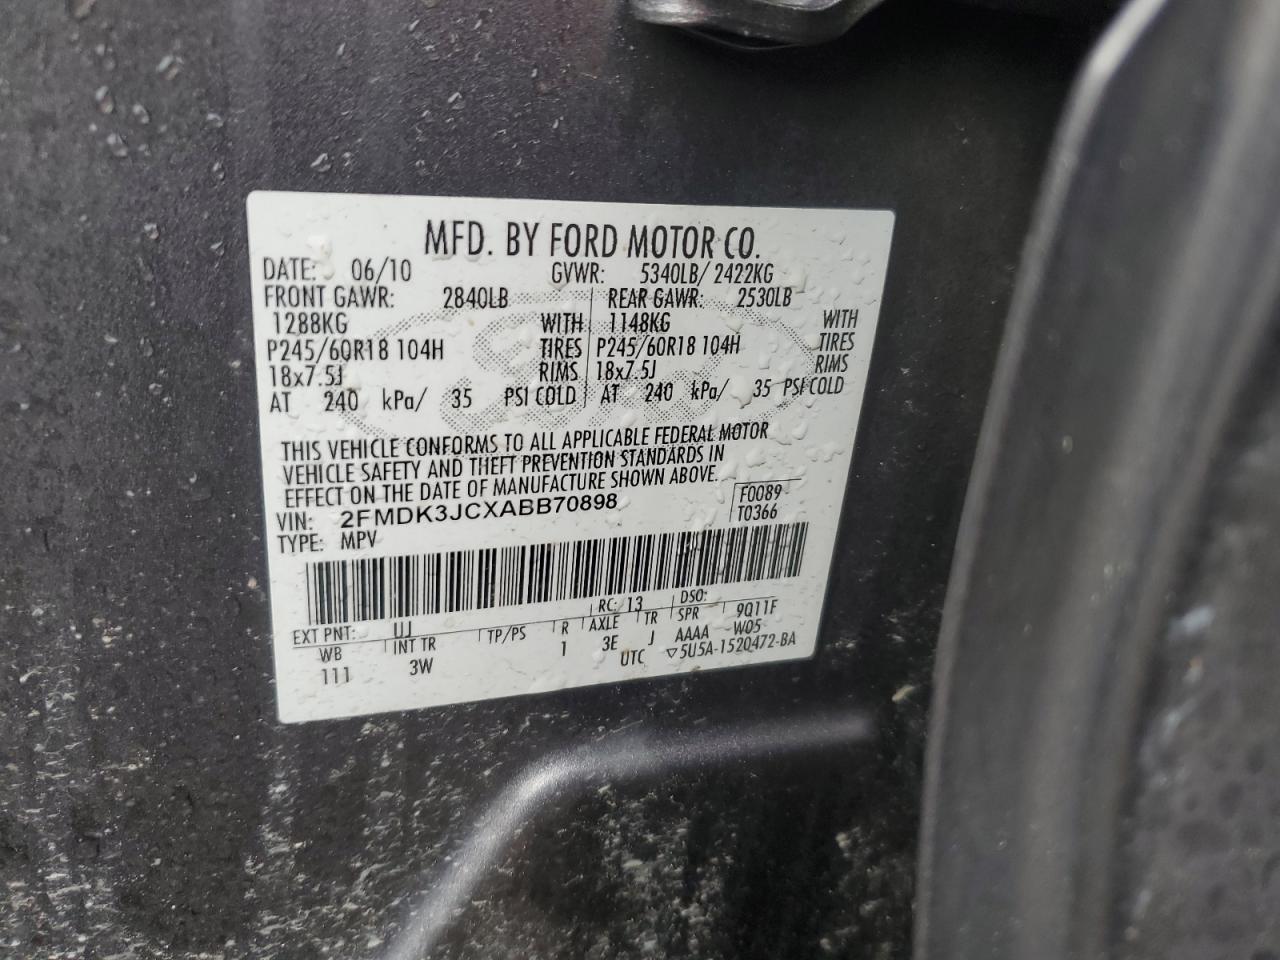 MFD. BY FORD MOTOR CO.
DATE: 06/10 GVWR: 5340LB/ 2422KG
FRONT GAWR: 2840LB REAR GAWR: 2530LB
1288KG WITH 1148KG WITH
P245/60R18 104H TIRES P245/60R18 104H TIRES
18x7.5J RIMS 18x7.5J RIMS
AT 240 kPa/ 35 PSI COLD AT 240 kPa/ 35 PSI COLD
THIS VEHICLE CONFORMS TO ALL APPLICABLE FEDERAL MOTOR
VEHICLE SAFETY AND THEFT PREVENTION STANDARDS IN
EFFECT ON THE DATE OF MANUFACTURE SHOWN ABOVE.
VIN: 2FMDK3JCXABB70898 F0089
TYPE: MPV T0366
EXT PNT: UJ RC: 13 DSO:
WB INT TR TP/PS R AXLE TR SPR 9Q11F
111 3W 1 3E J AAAA W05
UTC ▽5U5A-1520472-BA